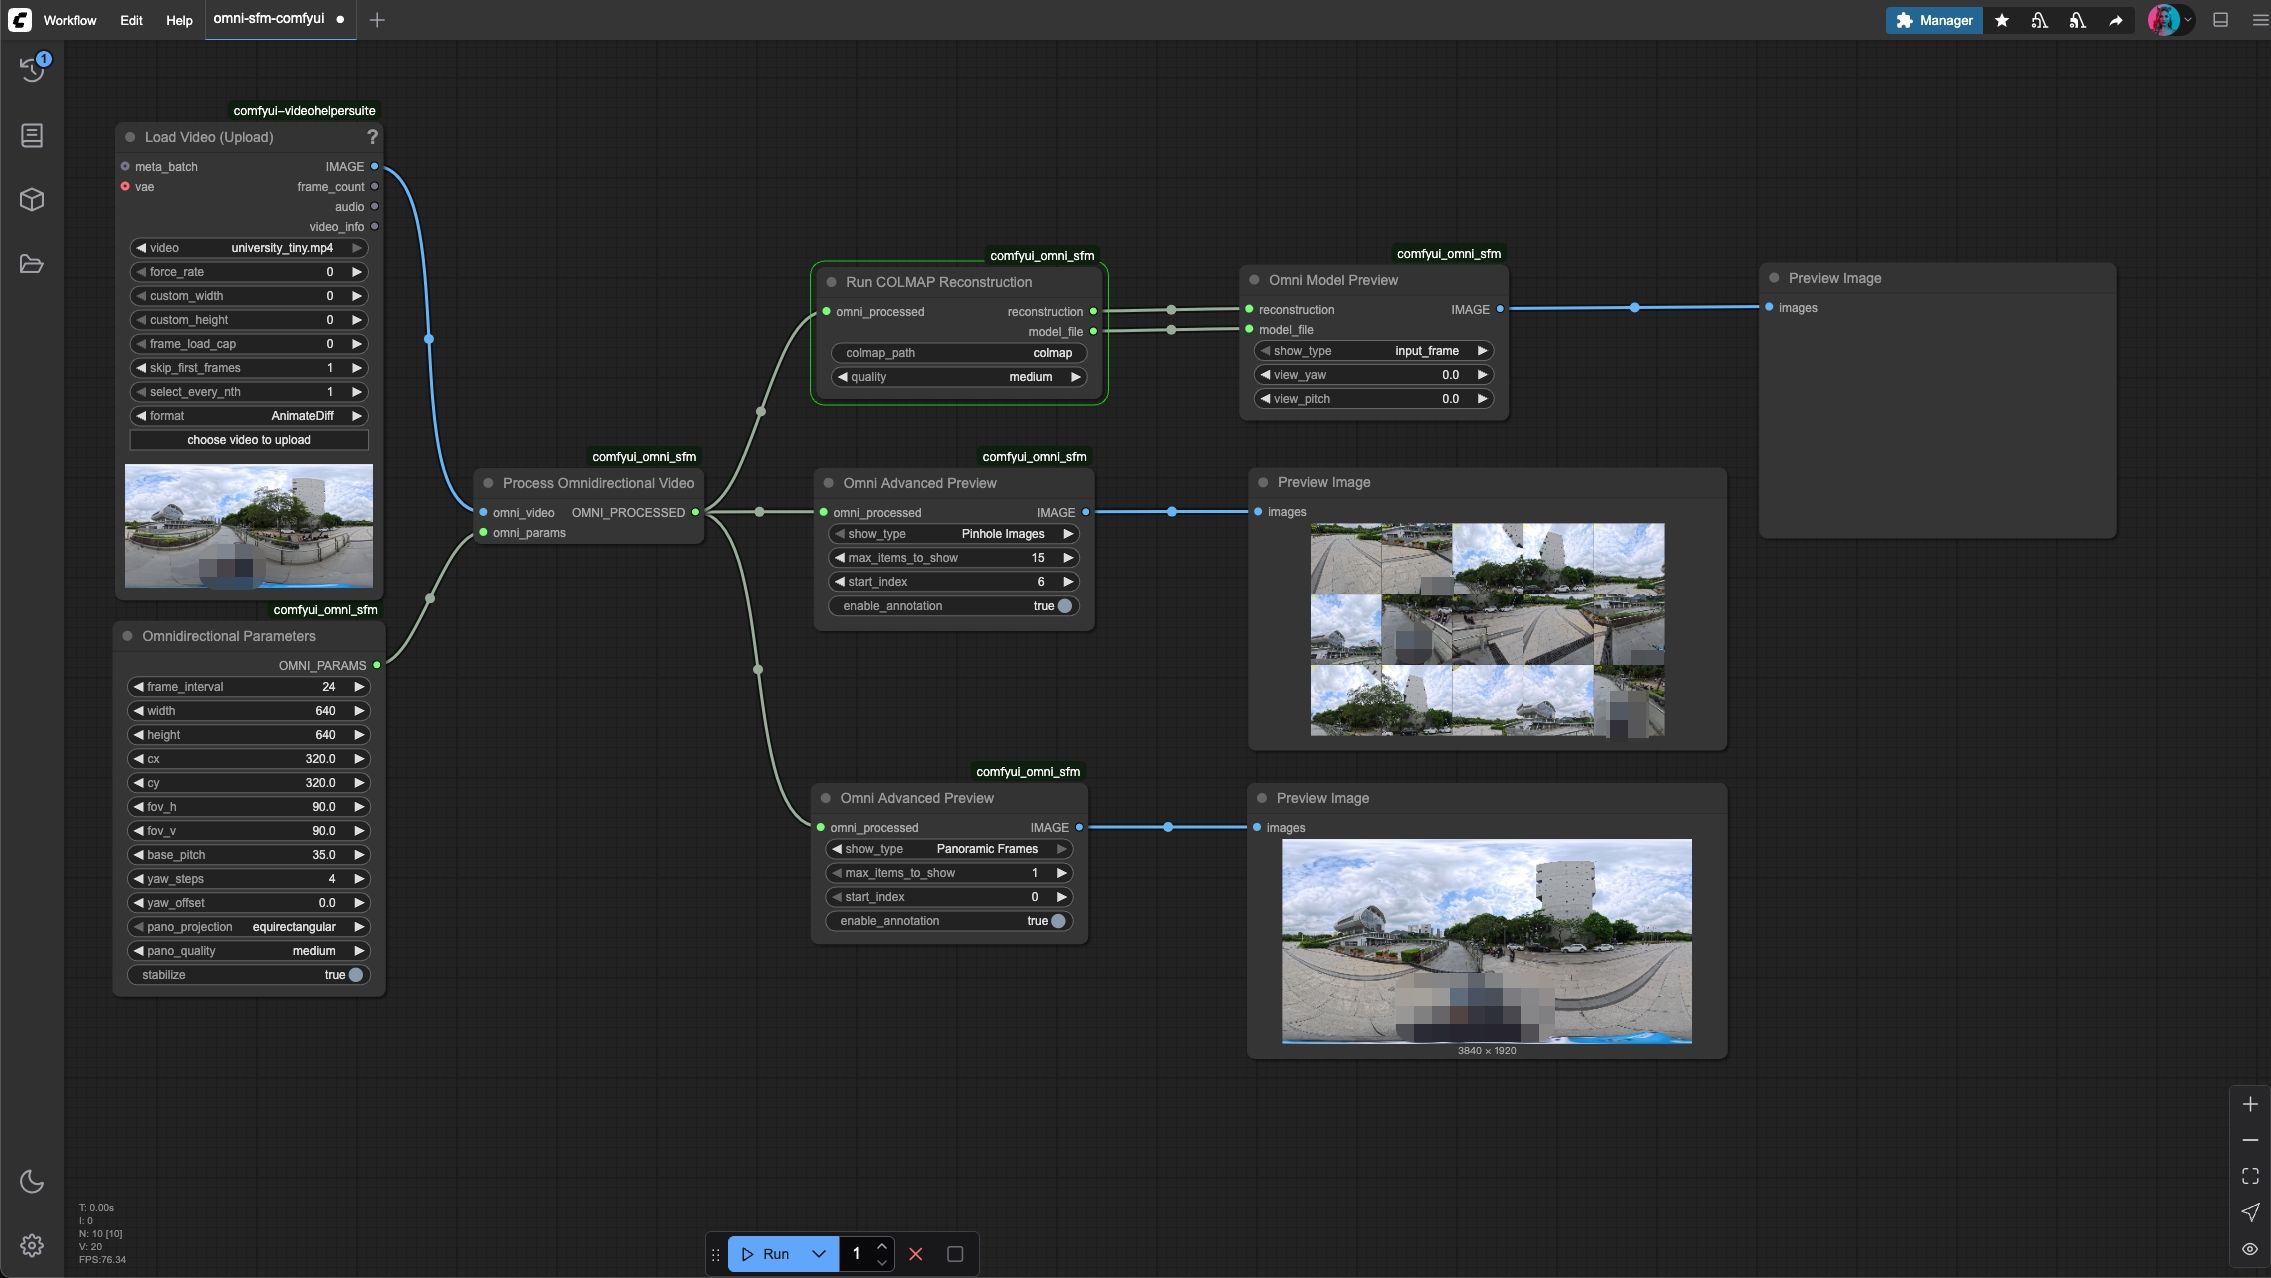 Workflow Edit Help omni-sfm-comfyui
Manager
1
comfyui-videohelpersuite
Load Video (Upload) ?
meta_batch IMAGE
vae frame_count
audio
video_info
video university_tiny.mp4
force_rate 0
custom_width 0
custom_height 0
frame_load_cap 0
skip_first_frames 1
select_every_nth 1
format AnimateDiff
choose video to upload
comfyui_omni_sfm
Omnidirectional Parameters
OMNI_PARAMS
frame_interval 24
width 640
height 640
cx 320.0
cy 320.0
fov_h 90.0
fov_v 90.0
base_pitch 35.0
yaw_steps 4
yaw_offset 0.0
pano_projection equirectangular
pano_quality medium
stabilize true
comfyui_omni_sfm
Process Omnidirectional Video
omni_video OMNI_PROCESSED
omni_params
comfyui_omni_sfm
Run COLMAP Reconstruction
omni_processed reconstruction
model_file
colmap_path colmap
quality medium
comfyui_omni_sfm
Omni Model Preview
reconstruction IMAGE
model_file
show_type input_frame
view_yaw 0.0
view_pitch 0.0
Preview Image
images
comfyui_omni_sfm
Omni Advanced Preview
omni_processed IMAGE
show_type Pinhole Images
max_items_to_show 15
start_index 6
enable_annotation true
Preview Image
images
comfyui_omni_sfm
Omni Advanced Preview
omni_processed IMAGE
show_type Panoramic Frames
max_items_to_show 1
start_index 0
enable_annotation true
Preview Image
images
3840 × 1920
T: 0.00s
I: 0
N: 10 [10]
V: 20
FPS:76.34
Run 1